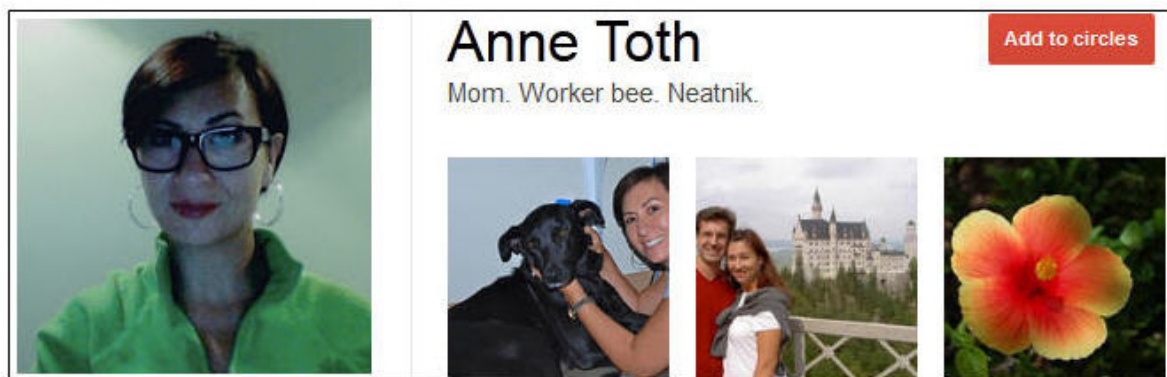 Anne Toth
Add to circles
Mom. Worker bee. Neatnik.